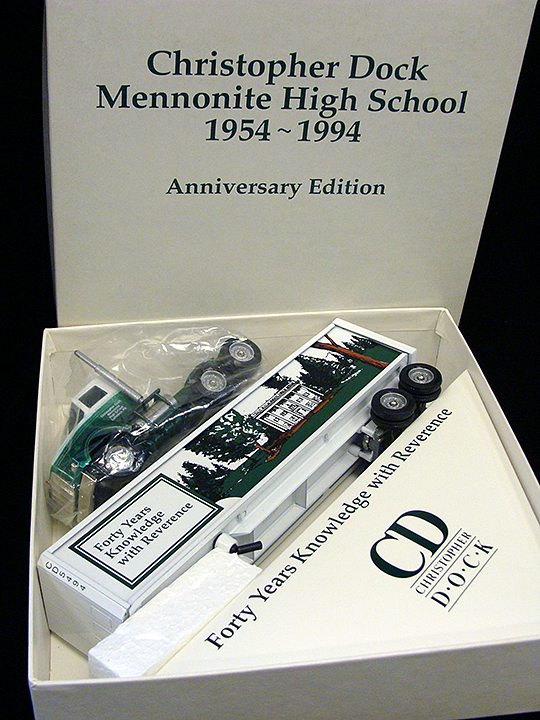 Christopher Dock
Mennonite High School
1954 ~ 1994
Anniversary Edition
Forty Years
Knowledge
with Reverence
CD5494
Forty Years Knowledge with Reverence
CD
CHRISTOPHER
D·O·C·K